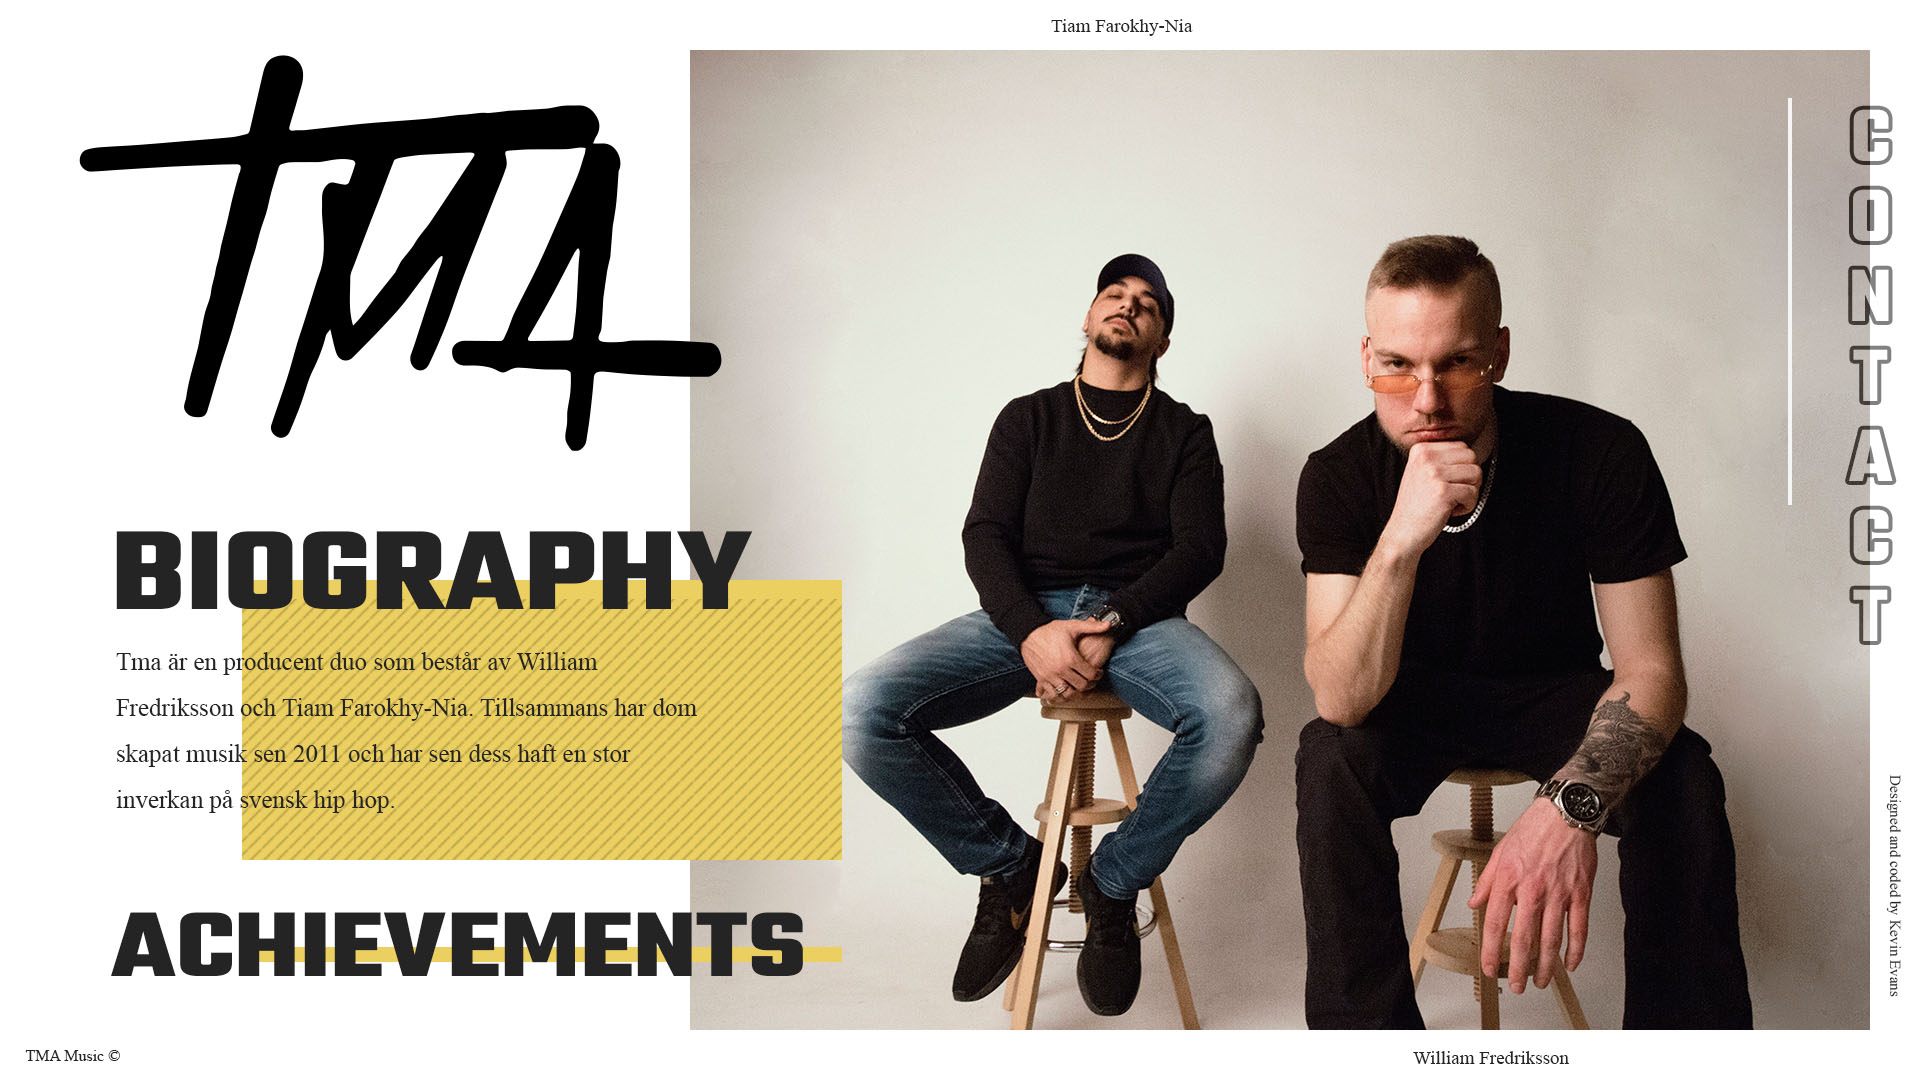 Tiam Farokhy-Nia
TMA
BIOGRAPHY
Tma är en producent duo som består av William
Fredriksson och Tiam Farokhy-Nia. Tillsammans har dom
skapat musik sen 2011 och har sen dess haft en stor
inverkan på svensk hip hop.
ACHIEVEMENTS
CONTACT
Designed and coded by Kevin Evans
TMA Music ©
William Fredriksson